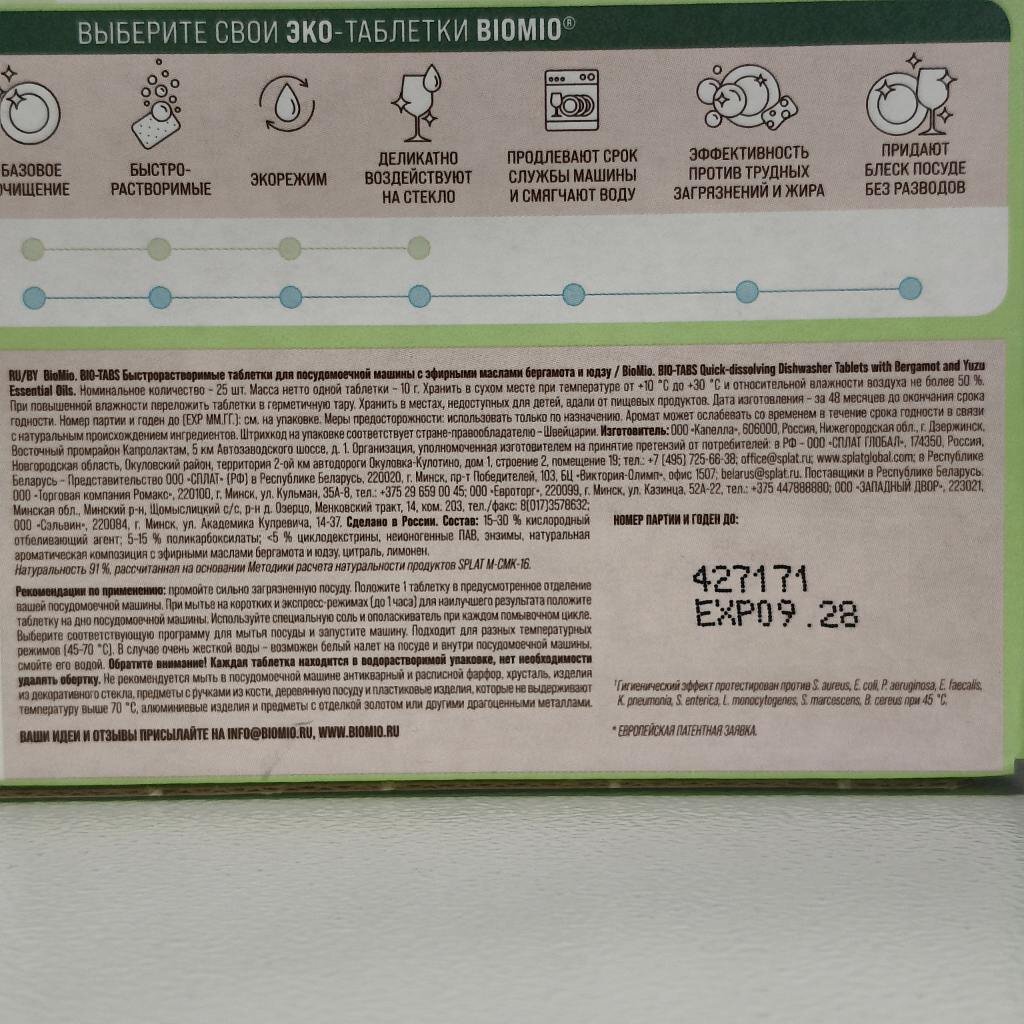 ВЫБЕРИТЕ СВОИ ЭКО-ТАБЛЕТКИ BIOMIO®
БАЗОВОЕ
ОЧИЩЕНИЕ
БЫСТРО-
РАСТВОРИМЫЕ
ЭКОРЕЖИМ
ДЕЛИКАТНО
ВОЗДЕЙСТВУЮТ
НА СТЕКЛО
ПРОДЛЕВАЮТ СРОК
СЛУЖБЫ МАШИНЫ
И СМЯГЧАЮТ ВОДУ
ЭФФЕКТИВНОСТЬ
ПРОТИВ ТРУДНЫХ
ЗАГРЯЗНЕНИЙ И ЖИРА
ПРИДАЮТ
БЛЕСК ПОСУДЕ
БЕЗ РАЗВОДОВ
RU/BY BioMio. BIO-TABS Быстрорастворимые таблетки для посудомоечной машины с эфирными маслами бергамота и юдзу / BioMio. BIO-TABS Quick-dissolving Dishwasher Tablets with Bergamot and Yuzu
Essential Oils. Номинальное количество – 25 шт. Масса нетто одной таблетки – 10 г. Хранить в сухом месте при температуре от +10 °C до +30 °C и относительной влажности воздуха не более 50 %.
При повышенной влажности переложить таблетки в герметичную тару. Хранить в местах, недоступных для детей, вдали от пищевых продуктов. Дата изготовления – за 48 месяцев до окончания срока
годности. Номер партии и годен до (EXP ММ.ГГ.): см. на упаковке. Меры предосторожности: использовать только по назначению. Аромат может ослабевать со временем в течение срока годности в связи
с натуральным происхождением ингредиентов. Штрихкод на упаковке соответствует стране-правообладателю – Швейцарии. Изготовитель: ООО «Капелла», 606000, Россия, Нижегородская обл., г. Дзержинск,
Восточный промрайон Капролактам, 5 км Автозаводского шоссе, д. 1. Организация, уполномоченная изготовителем на принятие претензий от потребителей: в РФ – ООО «СПЛАТ ГЛОБАЛ», 174350, Россия,
Новгородская область, Окуловский район, территория 2-ой км автодороги Окуловка-Кулотино, дом 1, строение 2, помещение 19; тел.: +7 (495) 725-66-38; office@splat.ru; www.splatglobal.com; в Республике
Беларусь – Представительство ООО «СПЛАТ» (РФ) в Республике Беларусь, 220020, г. Минск, пр-т Победителей, 103, БЦ «Виктория-Олимп», офис 1507; belarus@splat.ru. Поставщики в Республике Беларусь:
ООО «Торговая компания Ромакс», 220100, г. Минск, ул. Кульман, 35А-8, тел.: +375 29 659 00 45; ООО «Евроторг», 220099, г. Минск, ул. Казинца, 52А-22, тел.: +375 447888880; ООО «ЗАПАДНЫЙ ДВОР», 223021,
Минская обл., Минский р-н, Щомыслицкий с/с, р-н д. Озерцо, Менковский тракт, 14, ком. 203, тел./факс: 8(017)3578632;
ООО «Сэльвин», 220084, г. Минск, ул. Академика Купревича, 14-37. Сделано в России. Состав: 15-30 % кислородный
отбеливающий агент; 5-15 % поликарбоксилаты; <5 % циклодекстрины, неионогенные ПАВ, энзимы, натуральная
ароматическая композиция с эфирными маслами бергамота и юдзу, цитраль, лимонен.
Натуральность 91 %, рассчитанная на основании Методики расчета натуральности продуктов SPLAT М-СМК-16.
Рекомендации по применению: промойте сильно загрязненную посуду. Положите 1 таблетку в предусмотренное отделение
вашей посудомоечной машины. При мытье на коротких и экспресс-режимах (до 1 часа) для наилучшего результата положите
таблетку на дно посудомоечной машины. Используйте специальную соль и ополаскиватель при каждом помывочном цикле.
Выберите соответствующую программу для мытья посуды и запустите машину. Подходит для разных температурных
режимов (45-70 °C). В случае очень жесткой воды – возможен белый налет на посуде и внутри посудомоечной машины,
смойте его водой. Обратите внимание! Каждая таблетка находится в водорастворимой упаковке, нет необходимости
удалять обертку. Не рекомендуется мыть в посудомоечной машине антикварный и расписной фарфор, хрусталь, изделия
из декоративного стекла, предметы с ручками из кости, деревянную посуду и пластиковые изделия, которые не выдерживают
температуру выше 70 °C, алюминиевые изделия и предметы с отделкой золотом или другими драгоценными металлами.
ВАШИ ИДЕИ И ОТЗЫВЫ ПРИСЫЛАЙТЕ НА INFO@BIOMIO.RU, WWW.BIOMIO.RU
НОМЕР ПАРТИИ И ГОДЕН ДО:
427171
EXP09.28
¹Гигиенический эффект протестирован против S. aureus, E. coli, P. aeruginosa, E. faecalis,
K. pneumonia, S. enterica, L. monocytogenes, S. marcescens, B. cereus при 45 °C.
* ЕВРОПЕЙСКАЯ ПАТЕНТНАЯ ЗАЯВКА.